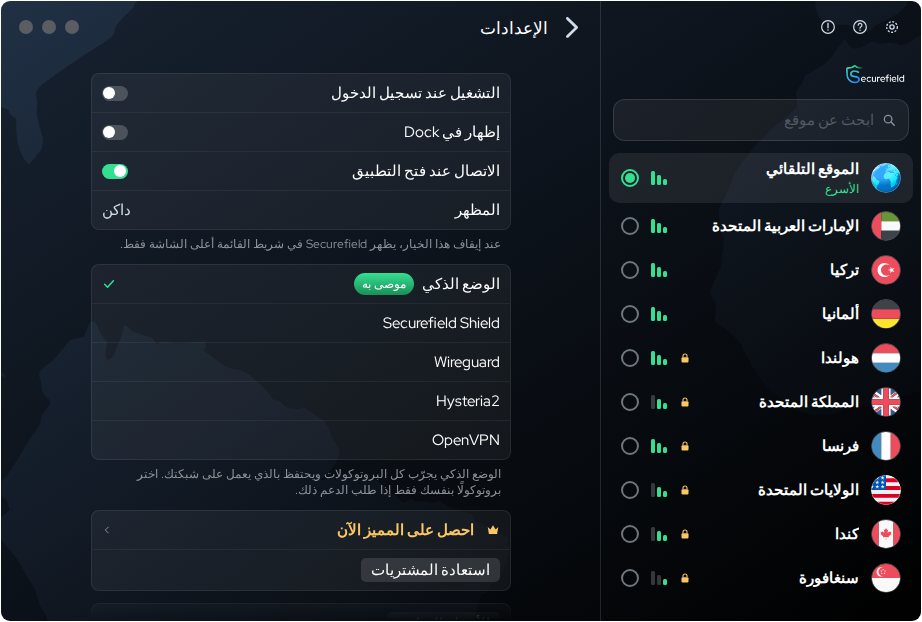 Securefield
ابحث عن موقع
الموقع التلقائي
الأسرع
الإمارات العربية المتحدة
تركيا
ألمانيا
هولندا
المملكة المتحدة
فرنسا
الولايات المتحدة
كندا
سنغافورة
الإعدادات
التشغيل عند تسجيل الدخول
إظهار في Dock
الاتصال عند فتح التطبيق
المظهر داكن
عند إيقاف هذا الخيار، يظهر Securefield في شريط القائمة أعلى الشاشة فقط.
الوضع الذكي موصى به
Securefield Shield
Wireguard
Hysteria2
OpenVPN
الوضع الذكي يجرّب كل البروتوكولات ويحتفظ بالذي يعمل على شبكتك. اختر
بروتوكولًا بنفسك فقط إذا طلب الدعم ذلك.
احصل على المميز الآن
استعادة المشتريات